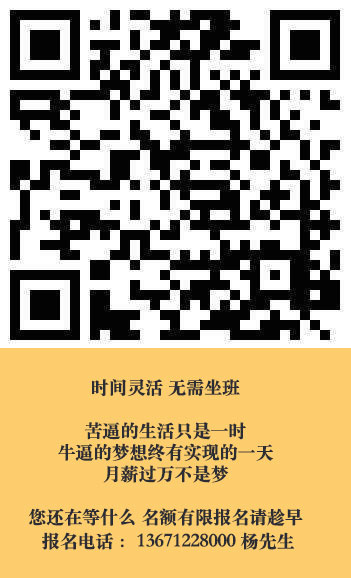 时间灵活 无需坐班
苦逼的生活只是一时
牛逼的梦想终有实现的一天
月薪过万不是梦
您还在等什么 名额有限报名请趁早
报名电话： 13671228000 杨先生